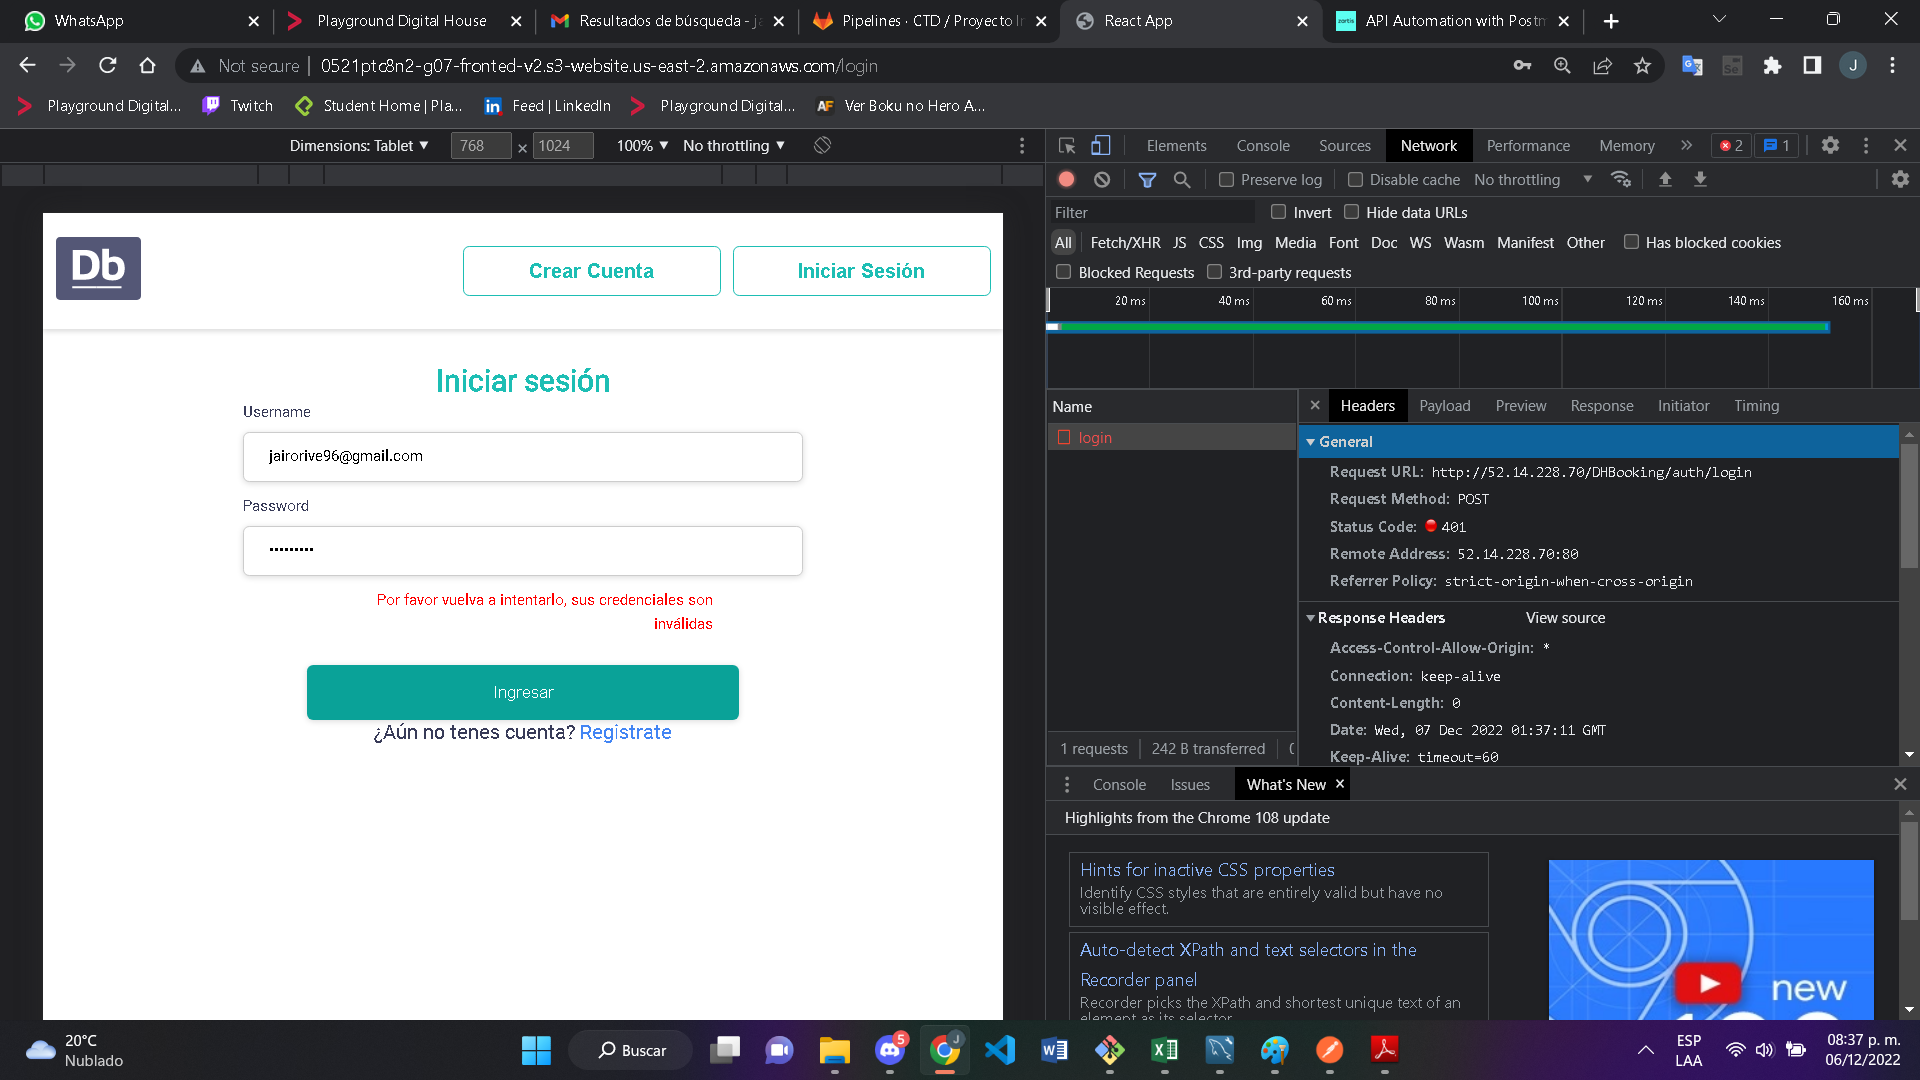 WhatsApp
Playground Digital House
Resultados de búsqueda - ja
Pipelines · CTD / Proyecto In
React App
API Automation with Postm
Not secure | 0521ptc8n2-g07-fronted-v2.s3-website.us-east-2.amazonaws.com/login
Playground Digital...
Twitch
Student Home | Pla...
Feed | LinkedIn
Playground Digital...
Ver Boku no Hero A...
Dimensions: Tablet ▼ 768 × 1024 100% ▼ No throttling ▼
Db
Crear Cuenta
Iniciar Sesión
Iniciar sesión
Username
jairorive96@gmail.com
Password
•••••••••
Por favor vuelva a intentarlo, sus credenciales son
inválidas
Ingresar
¿Aún no tenes cuenta? Registrate
Elements Console Sources Network Performance Memory » 2 1
Preserve log Disable cache No throttling
Filter Invert Hide data URLs
All Fetch/XHR JS CSS Img Media Font Doc WS Wasm Manifest Other Has blocked cookies
Blocked Requests 3rd-party requests
20 ms 40 ms 60 ms 80 ms 100 ms 120 ms 140 ms 160 ms
Name
login
1 requests 242 B transferred
Headers Payload Preview Response Initiator Timing
General
Request URL: http://52.14.228.70/DHBooking/auth/login
Request Method: POST
Status Code: 401
Remote Address: 52.14.228.70:80
Referrer Policy: strict-origin-when-cross-origin
Response Headers View source
Access-Control-Allow-Origin: *
Connection: keep-alive
Content-Length: 0
Date: Wed, 07 Dec 2022 01:37:11 GMT
Keep-Alive: timeout=60
Console Issues What's New
Highlights from the Chrome 108 update
Hints for inactive CSS properties
Identify CSS styles that are entirely valid but have no
visible effect.
Auto-detect XPath and text selectors in the
Recorder panel
Recorder picks the XPath and shortest unique text of an
element as its selector
new
20°C
Nublado
Buscar
5
ESP
LAA
08:37 p. m.
06/12/2022